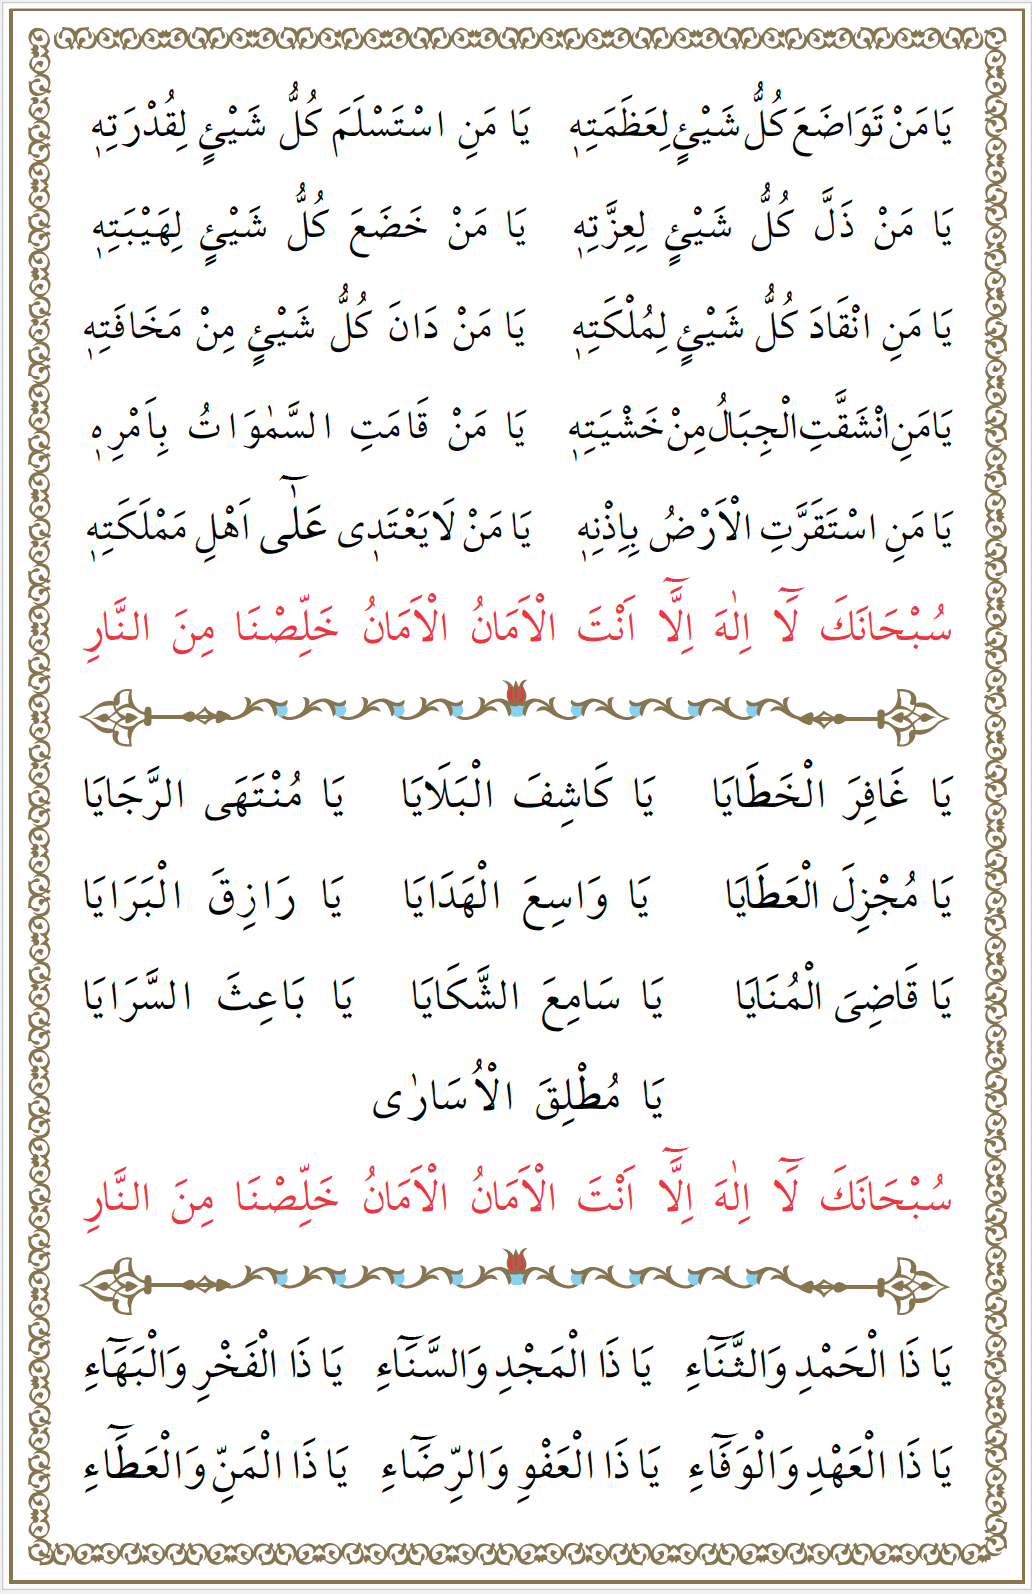 يَا مَنْ تَوَاضَعَ كُلُّ شَيْئٍ لِعَظَمَتِهٖ يَا مَنِ اسْتَسْلَمَ كُلُّ شَيْئٍ لِقُدْرَتِهٖ
يَا مَنْ ذَلَّ كُلُّ شَيْئٍ لِعِزَّتِهٖ يَا مَنْ خَضَعَ كُلُّ شَيْئٍ لِهَيْبَتِهٖ
يَا مَنِ انْقَادَ كُلُّ شَيْئٍ لِمُلْكَتِهٖ يَا مَنْ دَانَ كُلُّ شَيْئٍ مِنْ مَخَافَتِهٖ
يَا مَنِ انْشَقَّتِ الْجِبَالُ مِنْ خَشْيَتِهٖ يَا مَنْ قَامَتِ السَّمٰوَاتُ بِاَمْرِهٖ
يَا مَنِ اسْتَقَرَّتِ الْاَرْضُ بِاِذْنِهٖ يَا مَنْ لَا يَعْتَدٖى عَلٰٓى اَهْلِ مَمْلَكَتِهٖ
سُبْحَانَكَ لَٓا اِلٰهَ اِلَّٓا اَنْتَ الْاَمَانُ الْاَمَانُ خَلِّصْنَا مِنَ النَّارِ
يَا غَافِرَ الْخَطَايَا يَا كَاشِفَ الْبَلَايَا يَا مُنْتَهَى الرَّجَايَا
يَا مُجْزِلَ الْعَطَايَا يَا وَاسِعَ الْهَدَايَا يَا رَازِقَ الْبَرَايَا
يَا قَاضِىَ الْمُنَايَا يَا سَامِعَ الشَّكَايَا يَا بَاعِثَ السَّرَايَا
يَا مُطْلِقَ الْاُسَارٰى
سُبْحَانَكَ لَٓا اِلٰهَ اِلَّٓا اَنْتَ الْاَمَانُ الْاَمَانُ خَلِّصْنَا مِنَ النَّارِ
يَا ذَا الْحَمْدِ وَالثَّنَٓاءِ يَا ذَا الْمَجْدِ وَالسَّنَٓاءِ يَا ذَا الْفَخْرِ وَالْبَهَٓاءِ
يَا ذَا الْعَهْدِ وَالْوَفَٓاءِ يَا ذَا الْعَفْوِ وَالرِّضَٓاءِ يَا ذَا الْمَنِّ وَالْعَطَٓاءِ